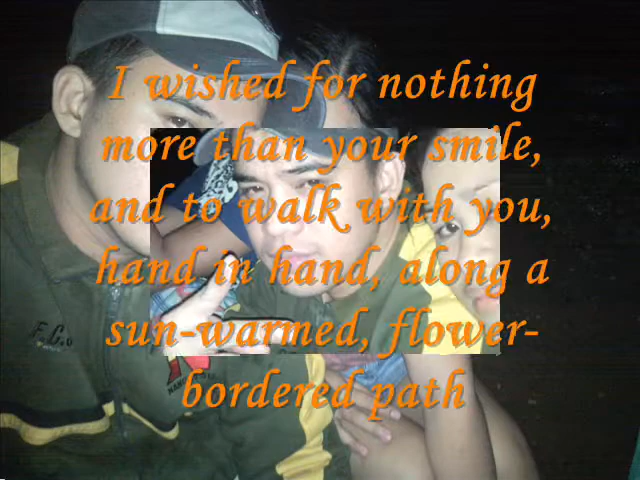 I wished for nothing
more than your smile,
and to walk with you,
hand in hand, along a
sun-warmed, flower-
bordered path
F.C.